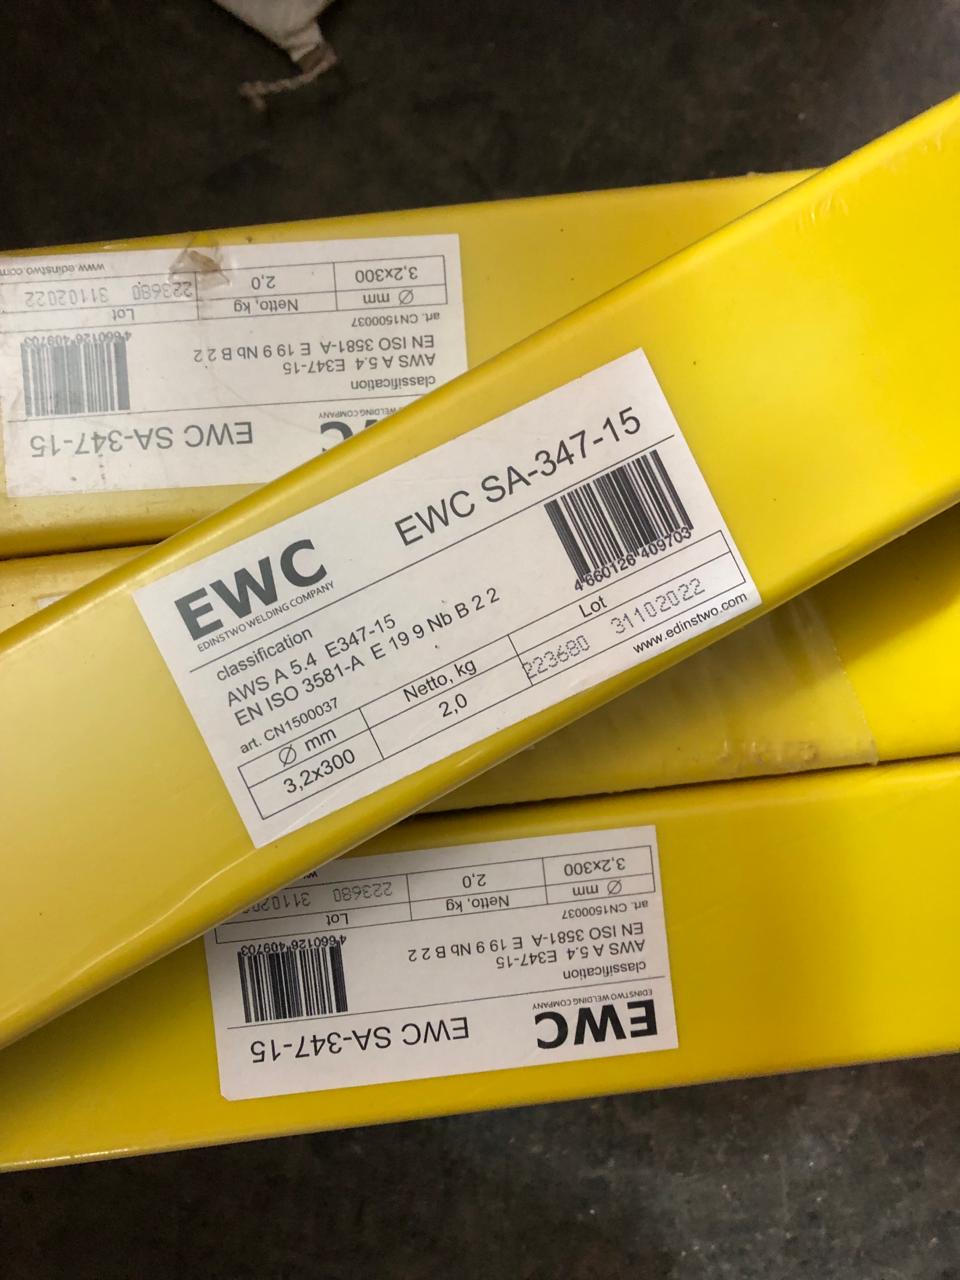 www.edinstwo.com
3,2x300 2,0 223680 31102022
Ø mm Netto, kg Lot
art. CN1500037
EN ISO 3581-A E 19 9 Nb B 2 2
AWS A 5.4 E347-15
classification
4 660126 409703
WELDING COMPANY
EWC SA-347-15
EWC
EDINSTWO WELDING COMPANY
EWC SA-347-15
classification
AWS A 5.4 E347-15
EN ISO 3581-A E 19 9 Nb B 2 2
art. CN1500037
4 660126 409703
Ø mm Netto, kg Lot
3,2x300 2,0 223680 31102022
www.edinstwo.com
EWC
EDINSTWO WELDING COMPANY
EWC SA-347-15
classification
AWS A 5.4 E347-15
EN ISO 3581-A E 19 9 Nb B 2 2
art. CN1500037
4 660126 409703
Ø mm Netto, kg Lot
3,2x300 2,0 223680